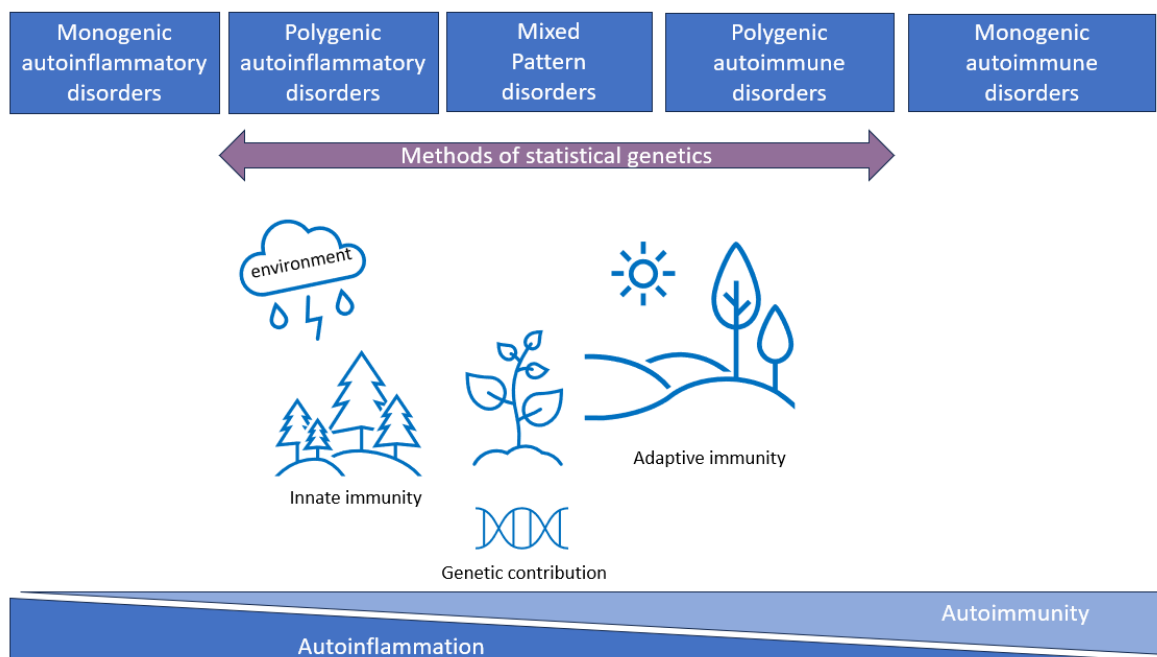 Monogenic
autoinflammatory
disorders
Polygenic
autoinflammatory
disorders
Mixed
Pattern
disorders
Polygenic
autoimmune
disorders
Monogenic
autoimmune
disorders
Methods of statistical genetics
environment
Innate immunity
Adaptive immunity
Genetic contribution
Autoimmunity
Autoinflammation